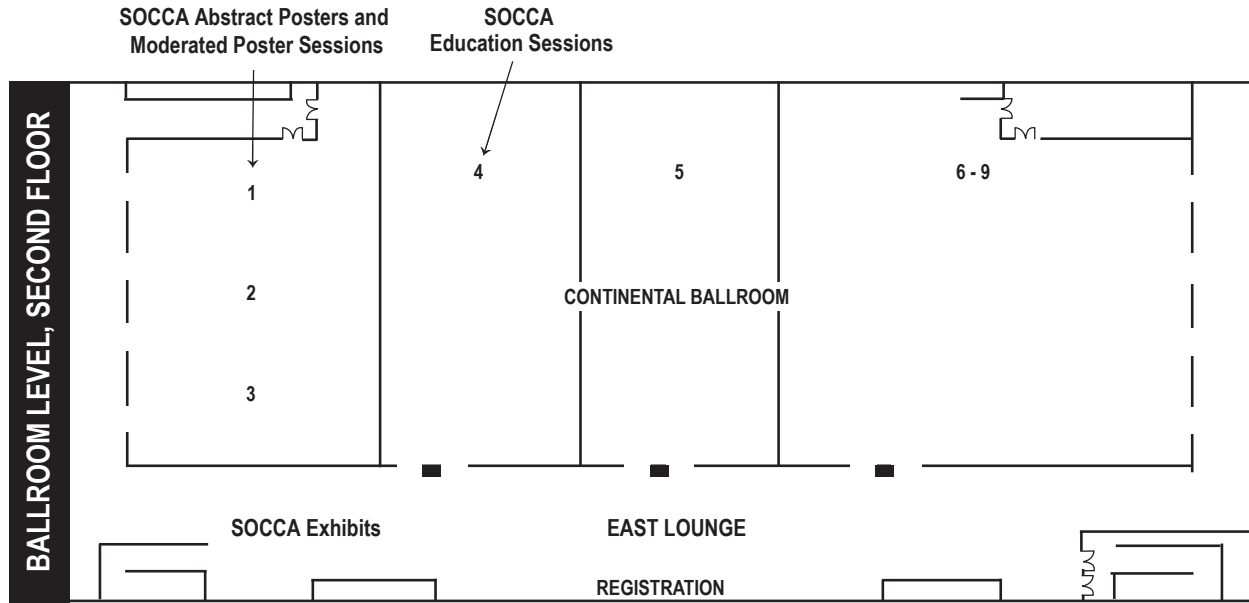 SOCCA Abstract Posters and
Moderated Poster Sessions
SOCCA
Education Sessions
BALLROOM LEVEL, SECOND FLOOR
1
4
5
6 - 9
2
CONTINENTAL BALLROOM
3
SOCCA Exhibits
EAST LOUNGE
REGISTRATION